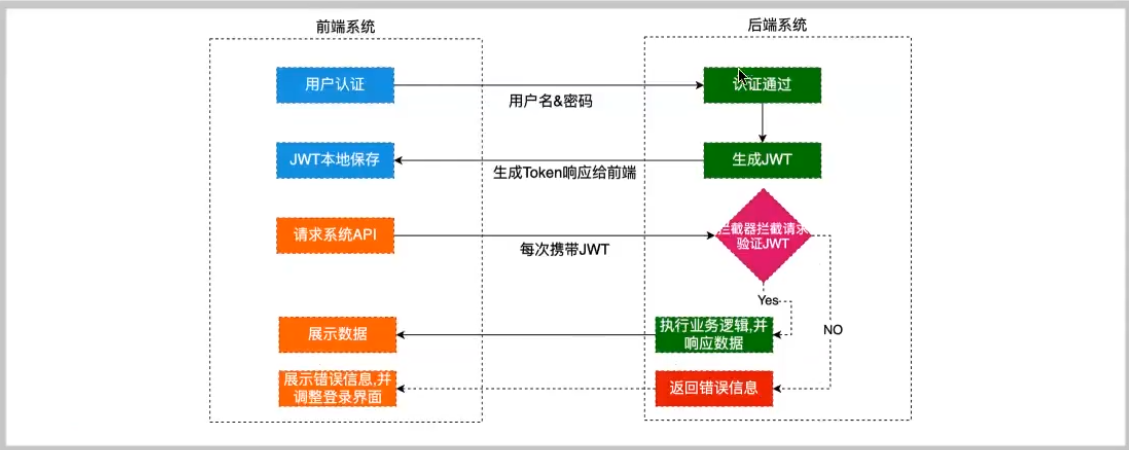 前端系统
后端系统
用户认证
用户名&密码
认证通过
JWT本地保存
生成Token响应给前端
生成JWT
请求系统API
每次携带JWT
拦截器拦截请求
验证JWT
Yes
NO
展示数据
执行业务逻辑,并
响应数据
展示错误信息,并
调整登录界面
返回错误信息